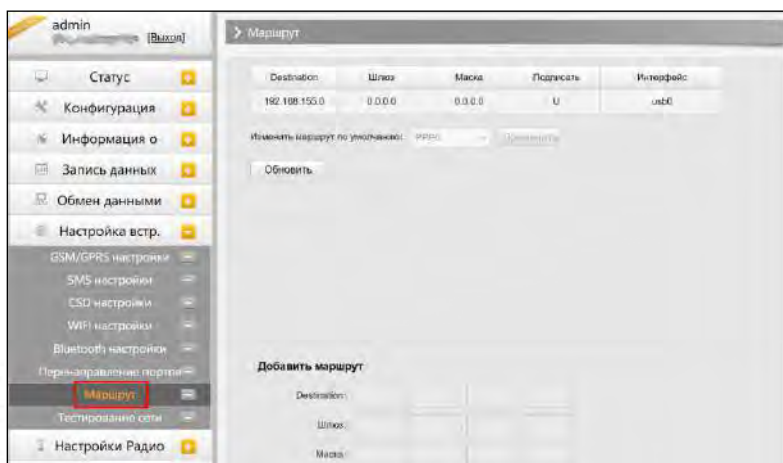 admin
[Выход]
Маршрут
Статус
Конфигурация
Информация о
Запись данных
Обмен данными
Настройка встр.
GSM/GPRS настройки
SMS настройки
CSD настройки
WIFI настройки
Bluetooth настройки
Перенаправление портов
Маршрут
Тестирование сети
Настройки Радио
Destination Шлюз Маска Подписать Интерфейс
192.168.155.0 0.0.0.0 0.0.0.0 U usb0
Изменить маршрут по умолчанию: PPP0 Применить
Обновить
Добавить маршрут
Destination:
Шлюз:
Маска: